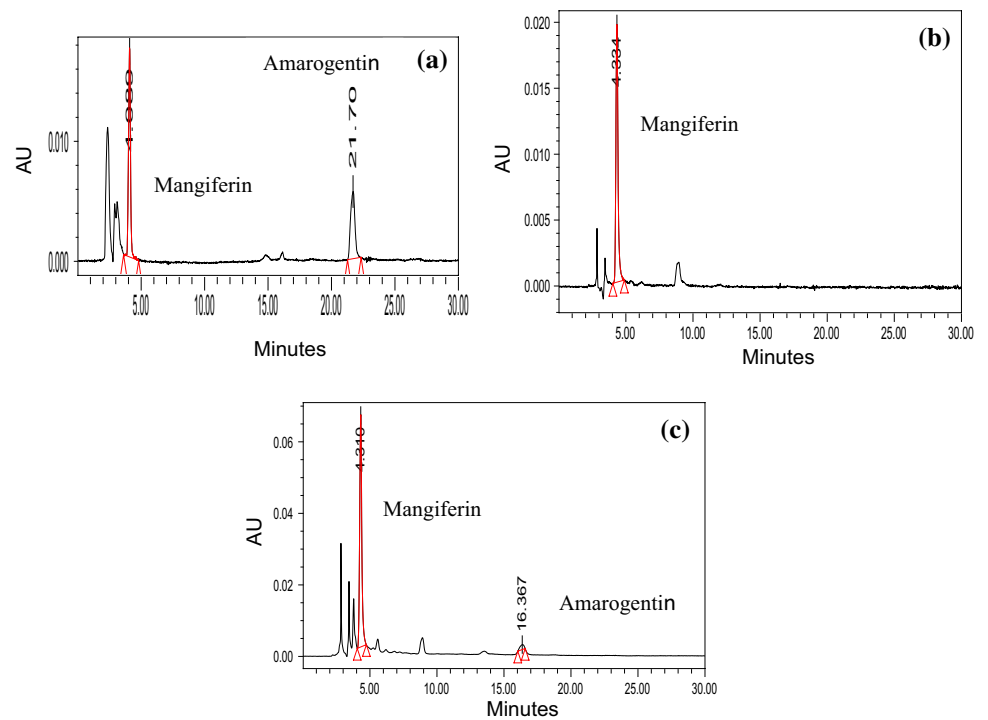 (a)
Amarogentin
21.70
Mangiferin
AU
0.010
0.000
5.00 10.00 15.00 20.00 25.00 30.00
Minutes
(b)
4.334
Mangiferin
AU
0.020
0.015
0.010
0.005
0.000
5.00 10.00 15.00 20.00 25.00 30.00
Minutes
(c)
4.319
Mangiferin
16.367
Amarogentin
AU
0.06
0.04
0.02
0.00
5.00 10.00 15.00 20.00 25.00 30.00
Minutes